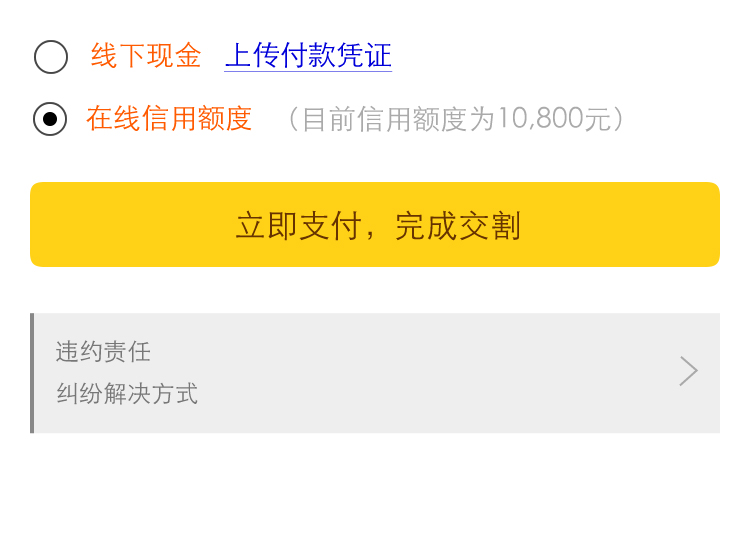 线下现金 上传付款凭证
在线信用额度 （目前信用额度为10,800元）
立即支付，完成交割
违约责任
纠纷解决方式